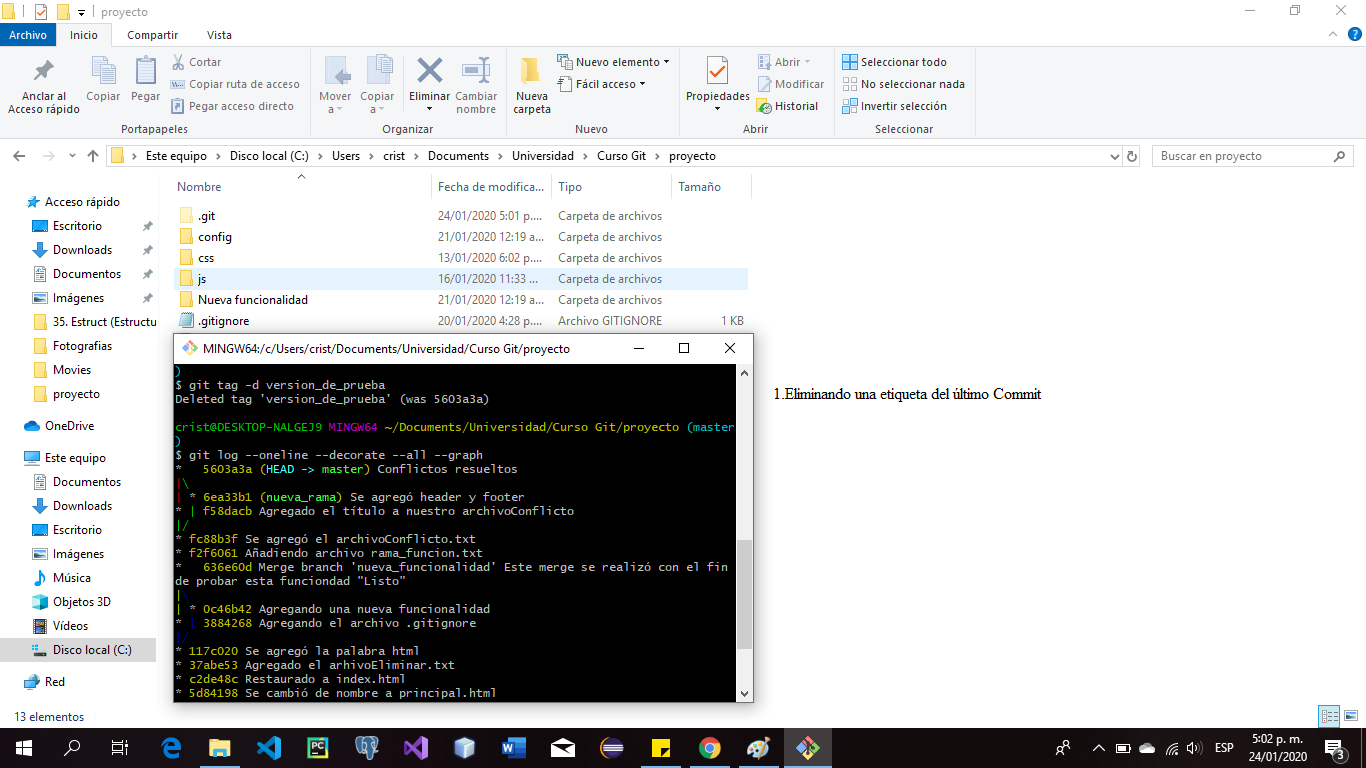 proyecto
Archivo Inicio Compartir Vista
Anclar al Acceso rápido
Copiar
Pegar
Cortar
Copiar ruta de acceso
Pegar acceso directo
Portapapeles
Mover a
Copiar a
Eliminar
Cambiar nombre
Organizar
Nueva carpeta
Nuevo elemento
Fácil acceso
Nuevo
Propiedades
Abrir
Modificar
Historial
Abrir
Seleccionar todo
No seleccionar nada
Invertir selección
Seleccionar
Este equipo > Disco local (C:) > Users > crist > Documents > Universidad > Curso Git > proyecto
Buscar en proyecto
Acceso rápido
Escritorio
Downloads
Documentos
Imágenes
35. Estruct (Estructu
Fotografias
Movies
proyecto
OneDrive
Este equipo
Documentos
Downloads
Escritorio
Imágenes
Música
Objetos 3D
Vídeos
Disco local (C:)
Red
Nombre Fecha de modifica... Tipo Tamaño
.git 24/01/2020 5:01 p.... Carpeta de archivos
config 21/01/2020 12:19 a... Carpeta de archivos
css 13/01/2020 6:02 p.... Carpeta de archivos
js 16/01/2020 11:33 ... Carpeta de archivos
Nueva funcionalidad 21/01/2020 12:19 a... Carpeta de archivos
.gitignore 20/01/2020 4:28 p.... Archivo GITIGNORE 1 KB
MINGW64:/c/Users/crist/Documents/Universidad/Curso Git/proyecto
)
$ git tag -d version_de_prueba
Deleted tag 'version_de_prueba' (was 5603a3a)
crist@DESKTOP-NALGEJ9 MINGW64 ~/Documents/Universidad/Curso Git/proyecto (master
)
$ git log --oneline --decorate --all --graph
*   5603a3a (HEAD -> master) Conflictos resueltos
|\
| * 6ea33b1 (nueva_rama) Se agregó header y footer
* | f58dacb Agregado el título a nuestro archivoConflicto
|/
* fc88b3f Se agregó el archivoConflicto.txt
* f2f6061 Añadiendo archivo rama_funcion.txt
*   636e60d Merge branch 'nueva_funcionalidad' Este merge se realizó con el fin
de probar esta funciondad "Listo"
|\
| * 0c46b42 Agregando una nueva funcionalidad
* | 3884268 Agregando el archivo .gitignore
|/
* 117c020 Se agregó la palabra html
* 37abe53 Agregado el arhivoEliminar.txt
* c2de48c Restaurado a index.html
* 5d84198 Se cambió de nombre a principal.html
1.Eliminando una etiqueta del último Commit
13 elementos
ESP
5:02 p. m.
24/01/2020
3